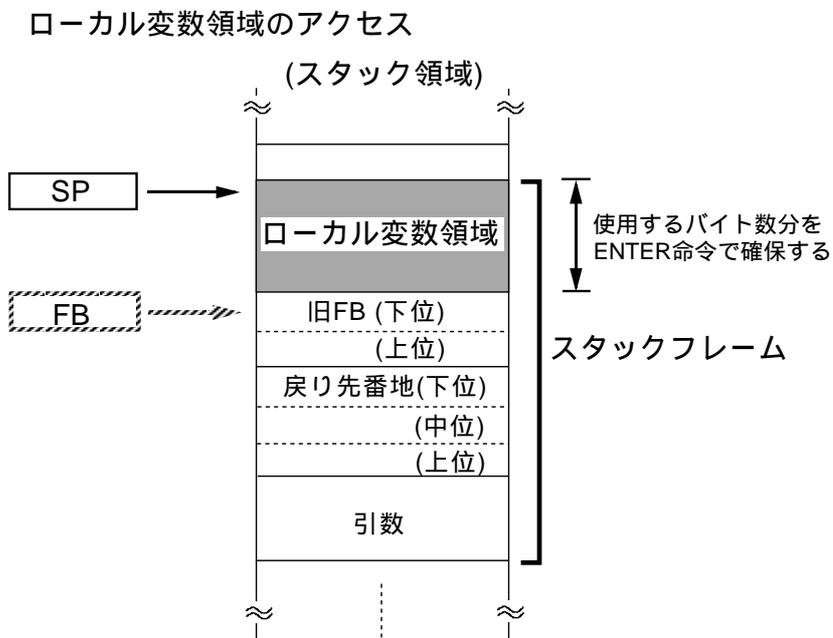 ローカル変数領域のアクセス
(スタック領域)
SP
ローカル変数領域
使用するバイト数分を
ENTER命令で確保する
FB
旧FB (下位)
(上位)
スタックフレーム
戻り先番地(下位)
(中位)
(上位)
引数